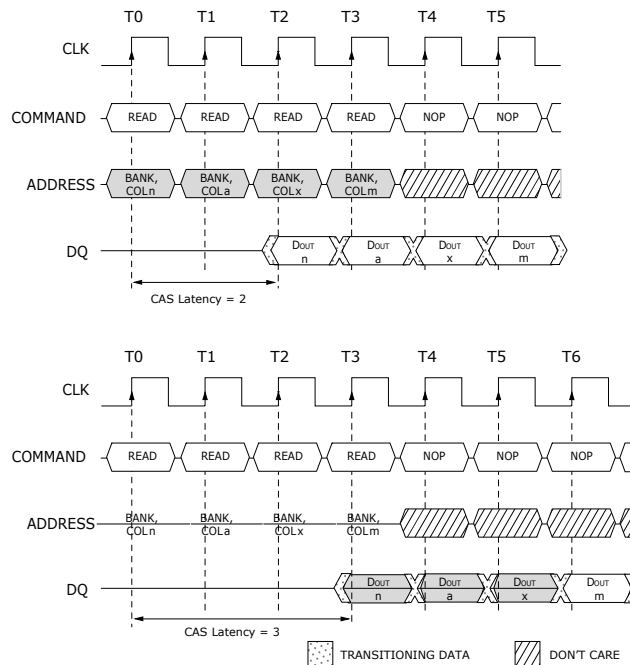 T0 T1 T2 T3 T4 T5
CLK
COMMAND READ READ READ READ NOP NOP
ADDRESS BANK, COLn BANK, COLa BANK, COLx BANK, COLm
DQ DOUT n DOUT a DOUT x DOUT m
CAS Latency = 2
T0 T1 T2 T3 T4 T5 T6
CLK
COMMAND READ READ READ READ NOP NOP NOP
ADDRESS BANK, COLn BANK, COLa BANK, COLx BANK, COLm
DQ DOUT n DOUT a DOUT x DOUT m
CAS Latency = 3
TRANSITIONING DATA DON'T CARE